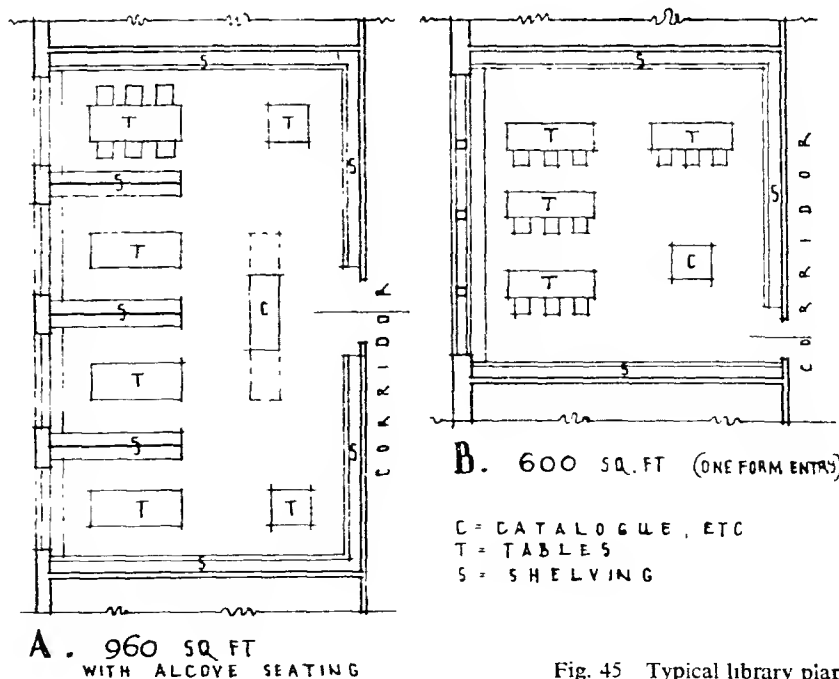 S
T
T
S
S
T
C
S
T
S
S
T
T
S
CORRIDOR
A. 960 SQ FT
WITH ALCOVE SEATING
S
T
T
S
T
C
T
S
CORRIDOR
B. 600 SQ.FT (ONE FORM ENTRY)
C = CATALOGUE, ETC
T = TABLES
S = SHELVING
Fig. 45 Typical library plan